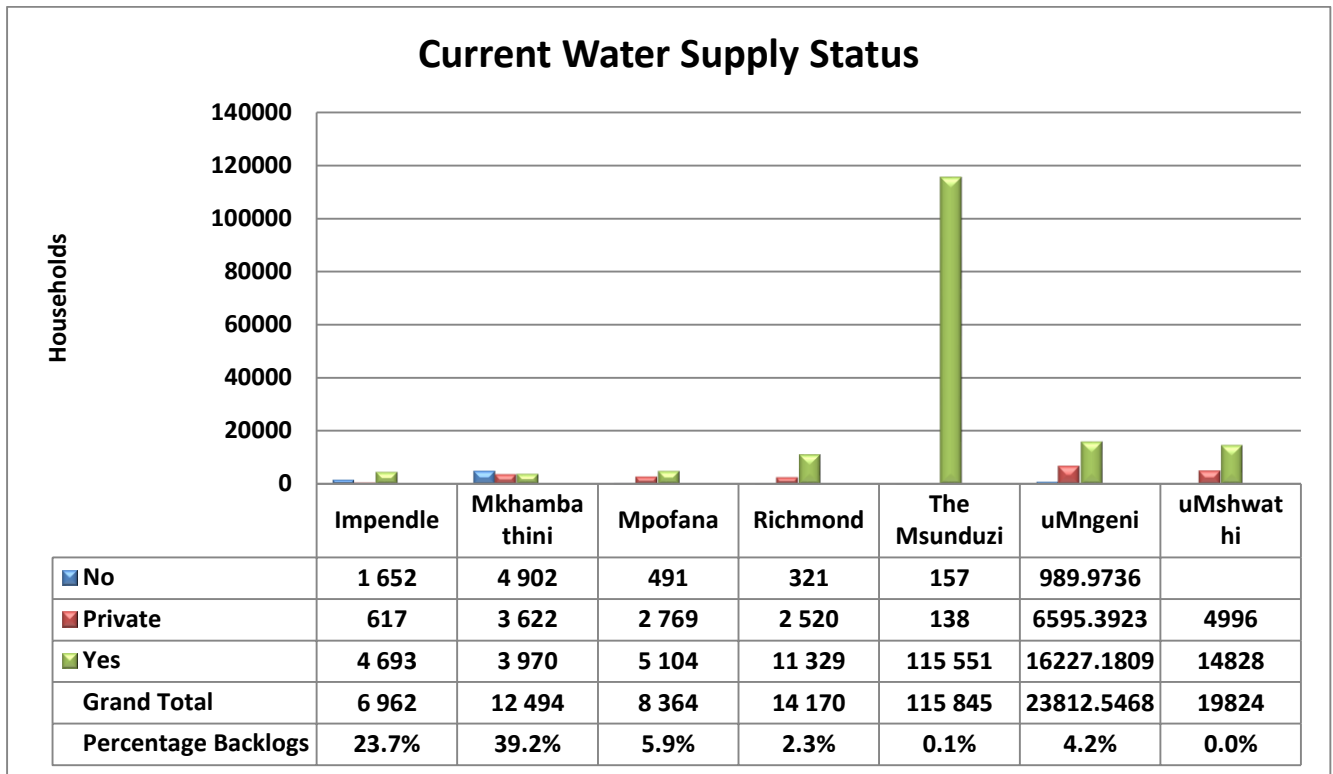 Current Water Supply Status
Households
140000
120000
100000
80000
60000
40000
20000
0
Impendle Mkhamba Mpofana Richmond The uMngeni uMshwat
thini Msunduzi hi
No 1 652 4 902 491 321 157 989.9736
Private 617 3 622 2 769 2 520 138 6595.3923 4996
Yes 4 693 3 970 5 104 11 329 115 551 16227.1809 14828
Grand Total 6 962 12 494 8 364 14 170 115 845 23812.5468 19824
Percentage Backlogs 23.7% 39.2% 5.9% 2.3% 0.1% 4.2% 0.0%